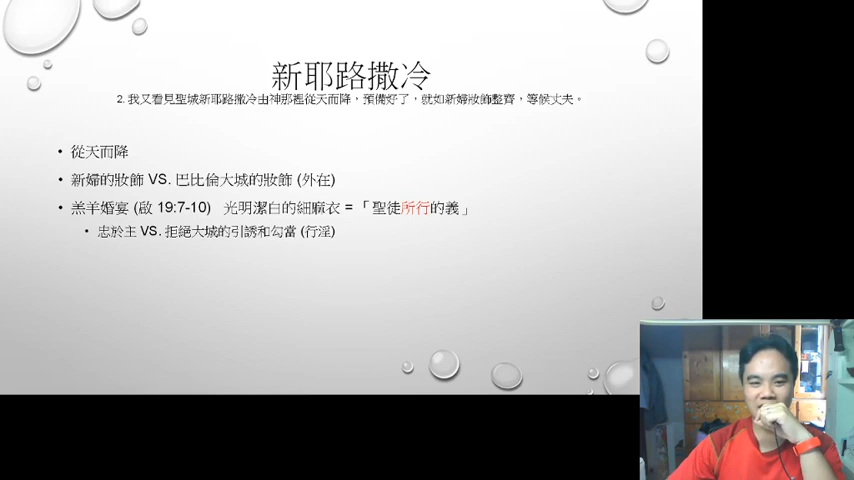 新耶路撒冷
2. 我又看見聖城新耶路撒冷由神那裡從天而降，預備好了，就如新婦妝飾整齊，等候丈夫。
• 從天而降
• 新婦的妝飾 VS. 巴比倫大城的妝飾 (外在)
• 羔羊婚宴 (啟 19:7-10) 光明潔白的細麻衣 = 「聖徒所行的義」
• 忠於主 VS. 拒絕大城的引誘和勾當 (行淫)